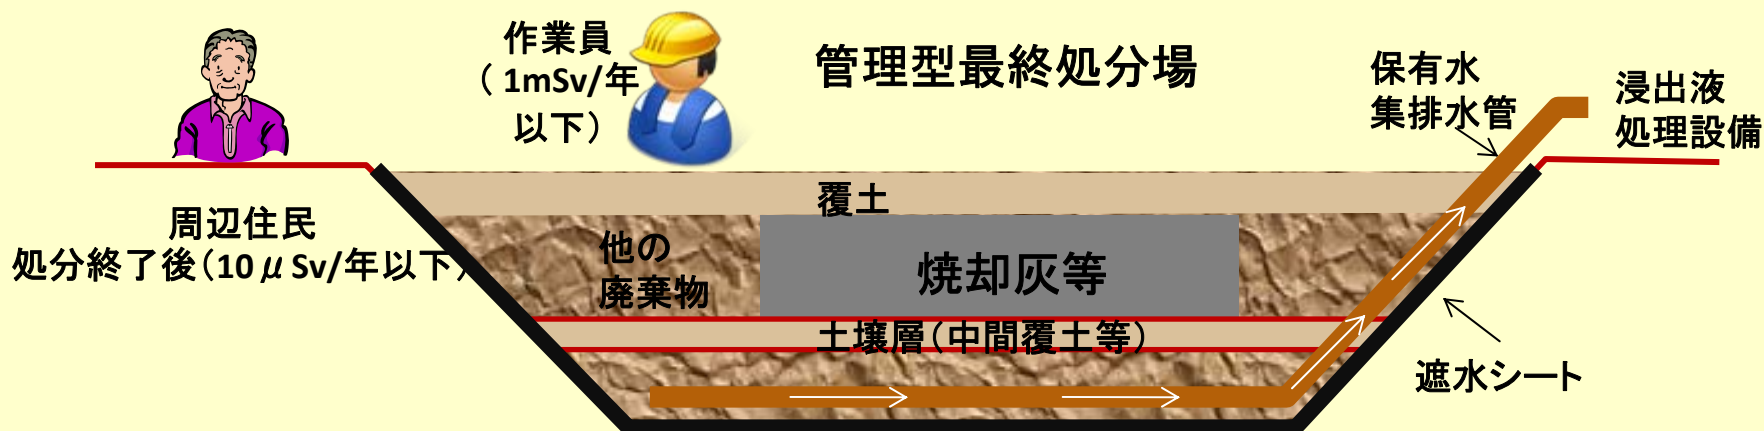 作業員
（ 1mSv/年
以下）
管理型最終処分場
保有水
集排水管
浸出液
処理設備
周辺住民
処分終了後（10μSv/年以下）
覆土
他の
廃棄物
焼却灰等
土壌層（中間覆土等）
遮水シート